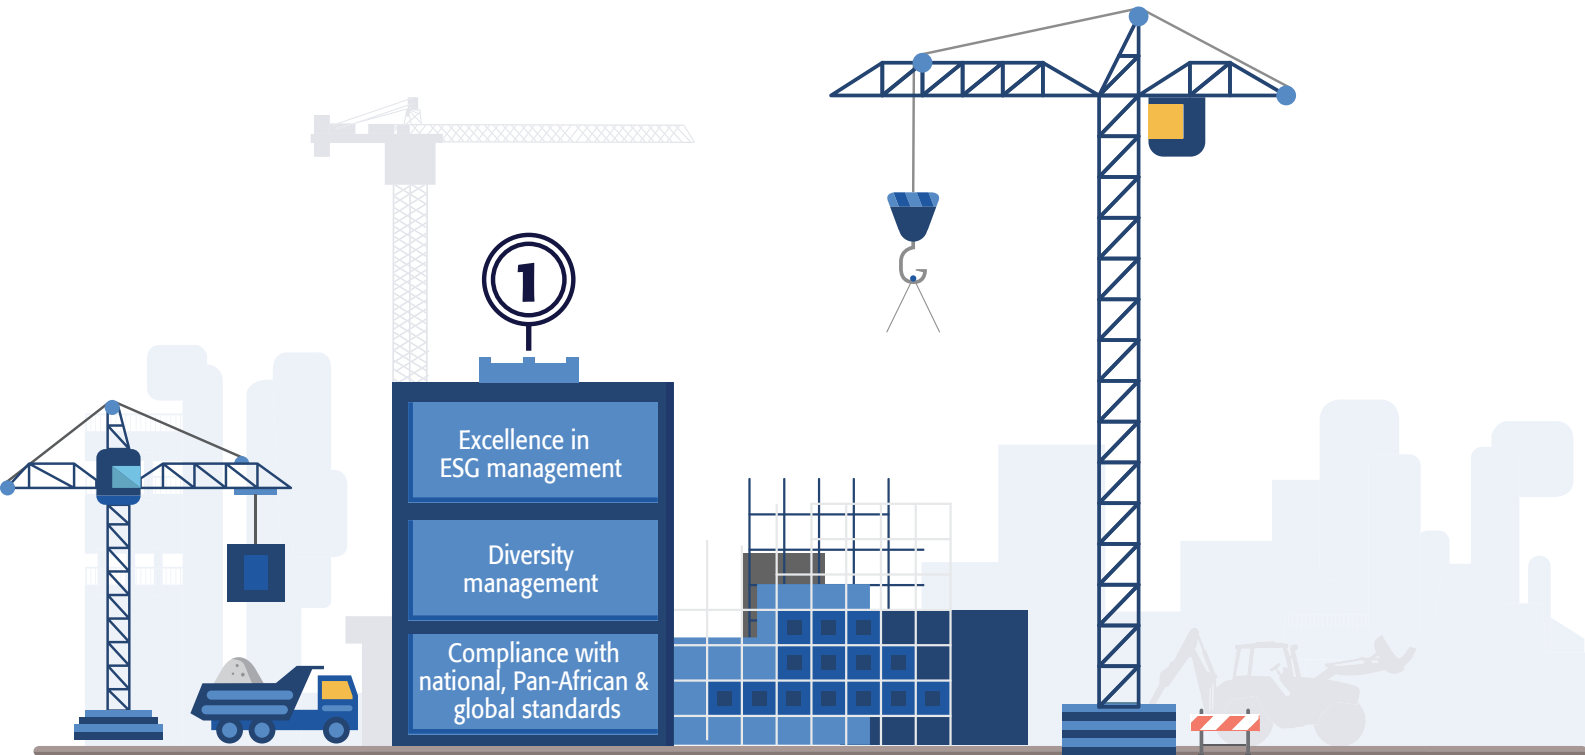 1
Excellence in
ESG management
Diversity
management
Compliance with
national, Pan-African &
global standards